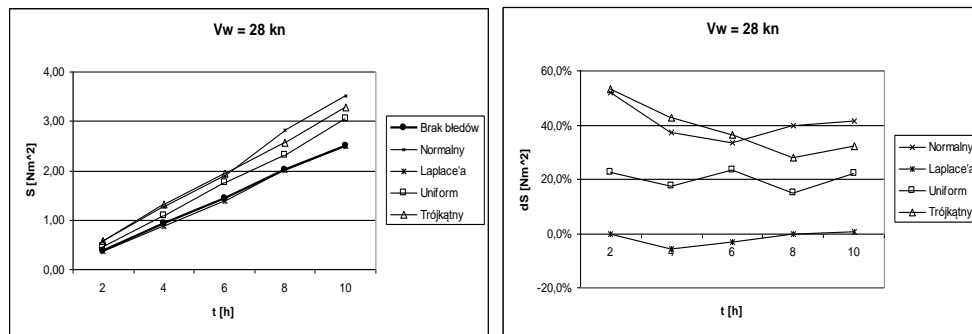 Vw = 28 kn
4,00
3,00
2,00
1,00
0,00
S [Nm^2]
2 4 6 8 10
t [h]
Brak błedów
Normalny
Laplace'a
Uniform
Trójkątny
Vw = 28 kn
60,0%
40,0%
20,0%
0,0%
-20,0%
dS [Nm^2]
2 4 6 8 10
t [h]
Normalny
Laplace'a
Uniform
Trójkątny